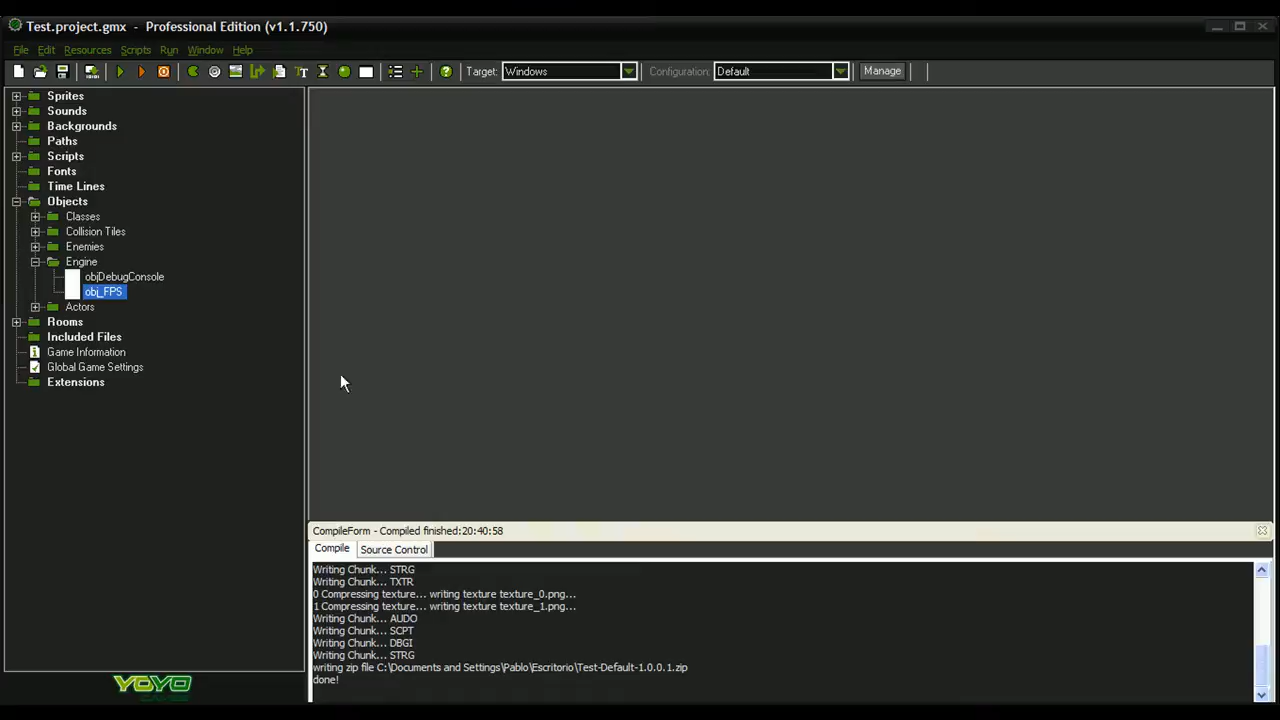 Test.project.gmx - Professional Edition (v1.1.750)
File Edit Resources Scripts Run Window Help
Target: Windows Configuration: Default Manage
Sprites
Sounds
Backgrounds
Paths
Scripts
Fonts
Time Lines
Objects
Classes
Collision Tiles
Enemies
Engine
objDebugConsole
obj_FPS
Actors
Rooms
Included Files
Game Information
Global Game Settings
Extensions
YOYO
CompileForm - Compiled finished:20:40:58
Compile Source Control
Writing Chunk... STRG
Writing Chunk... TXTR
0 Compressing texture... writing texture texture_0.png...
1 Compressing texture... writing texture texture_1.png...
Writing Chunk... AUDO
Writing Chunk... SCPT
Writing Chunk... DBGI
Writing Chunk... STRG
writing zip file C:\Documents and Settings\Pablo\Escritorio\Test-Default-1.0.0.1.zip
done!